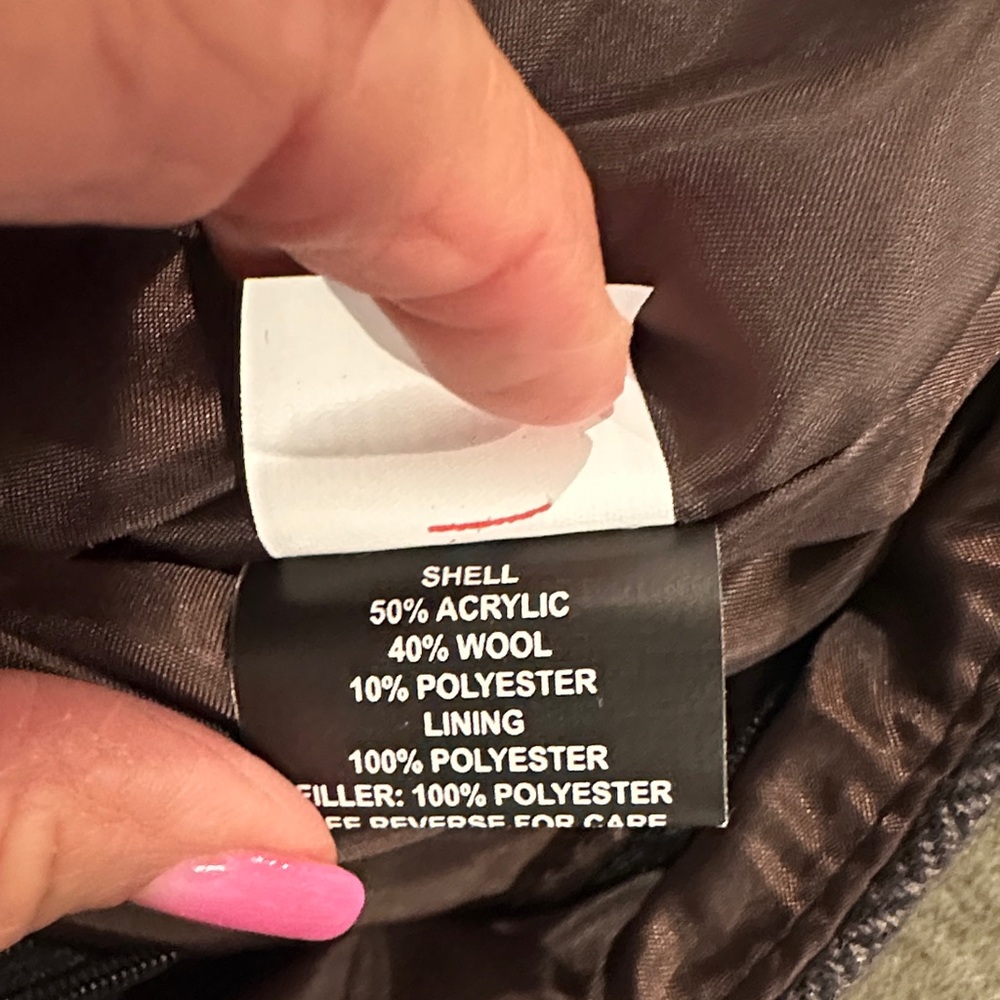 SHELL
50% ACRYLIC
40% WOOL
10% POLYESTER
LINING
100% POLYESTER
FILLER: 100% POLYESTER
REVERSE FOR CARE